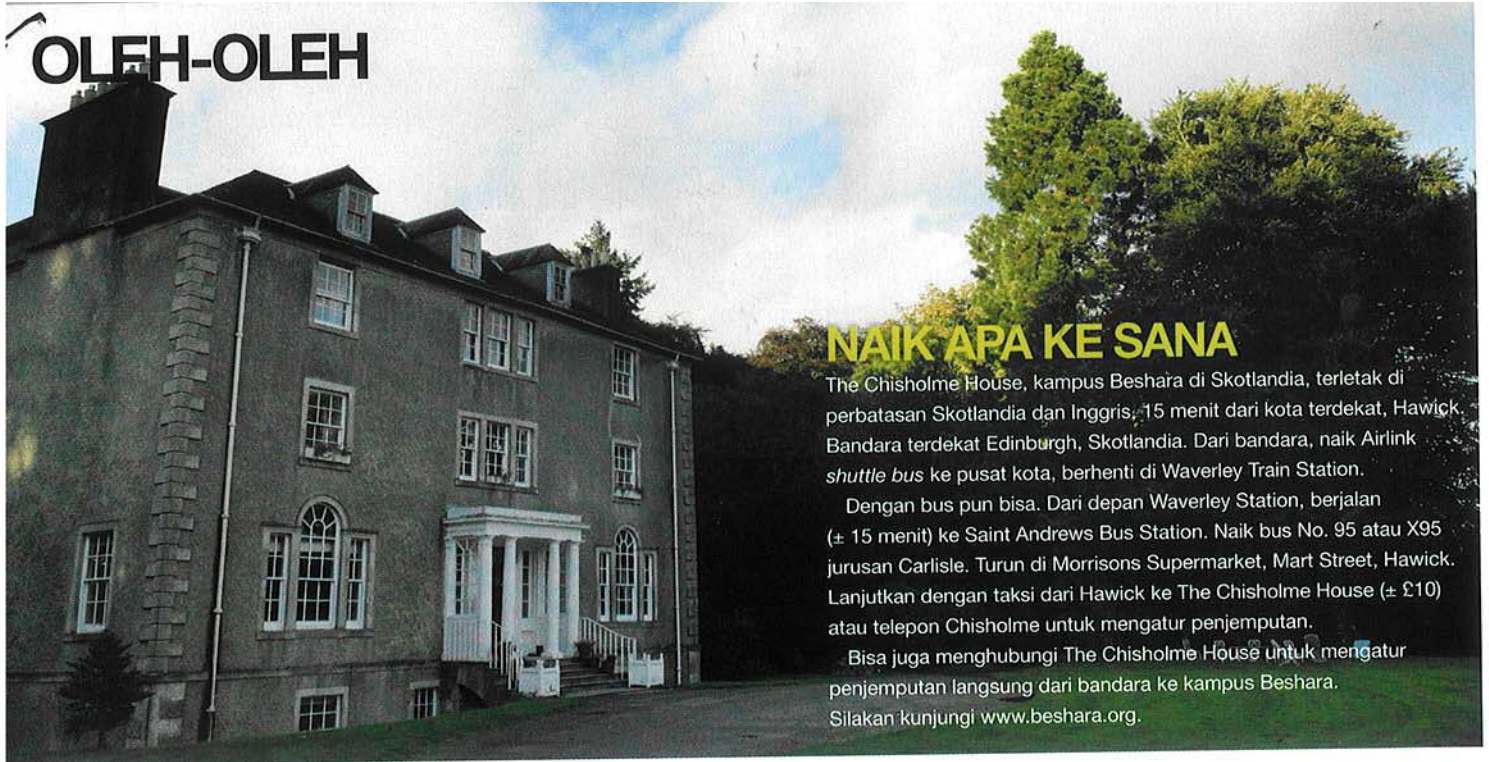 OLEH-OLEH
NAIK APA KE SANA
The Chisholme House, kampus Beshara di Skotlandia, terletak di
perbatasan Skotlandia dan Inggris, 15 menit dari kota terdekat, Hawick.
Bandara terdekat Edinburgh, Skotlandia. Dari bandara, naik Airlink
shuttle bus ke pusat kota, berhenti di Waverley Train Station.
Dengan bus pun bisa. Dari depan Waverley Station, berjalan
(± 15 menit) ke Saint Andrews Bus Station. Naik bus No. 95 atau X95
jurusan Carlisle. Turun di Morrisons Supermarket, Mart Street, Hawick.
Lanjutkan dengan taksi dari Hawick ke The Chisholme House (± £10)
atau telepon Chisholme untuk mengatur penjemputan.
Bisa juga menghubungi The Chisholme House untuk mengatur
penjemputan langsung dari bandara ke kampus Beshara.
Silakan kunjungi www.beshara.org.